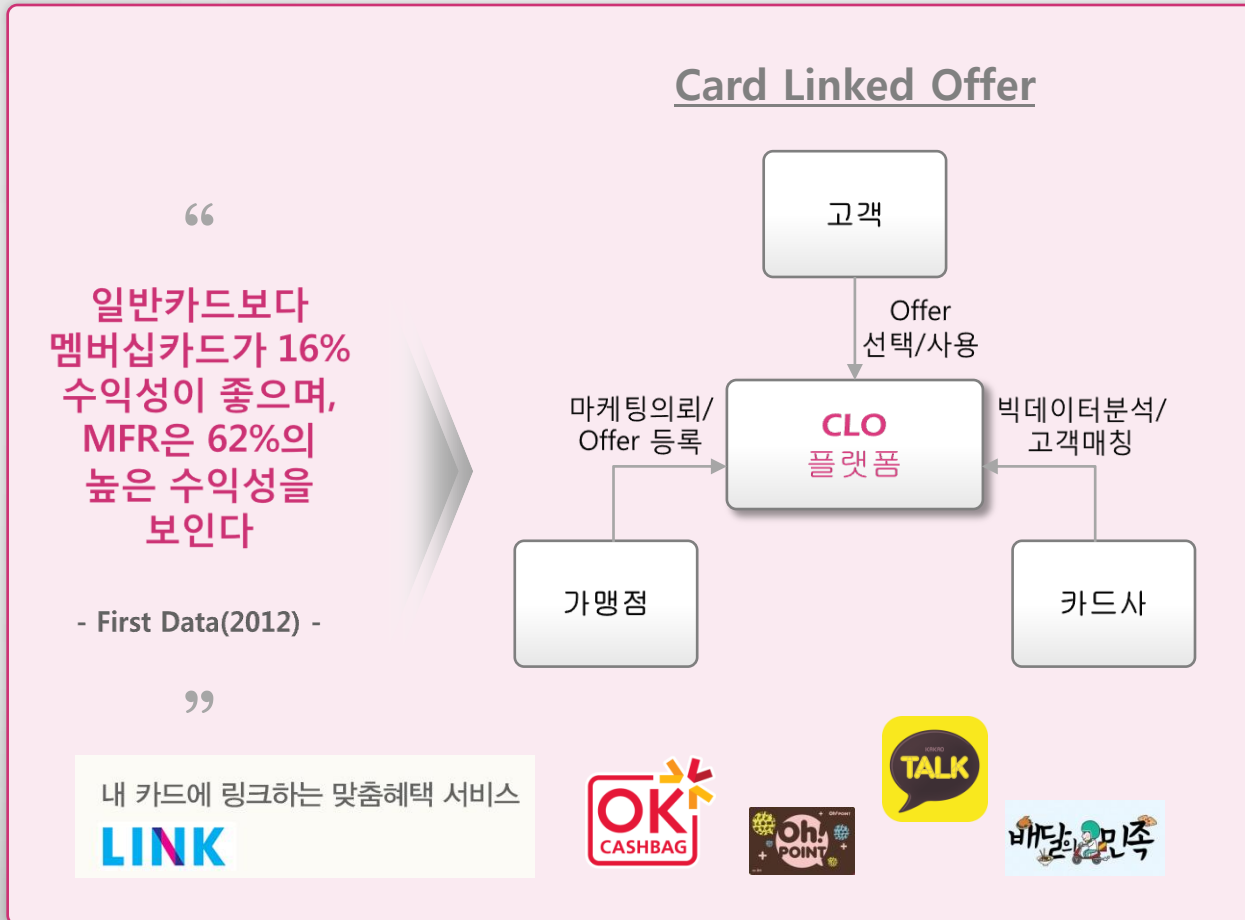 Card Linked Offer
“
일반카드보다
멤버십카드가 16%
수익성이 좋으며,
MFR은 62%의
높은 수익성을
보인다
- First Data(2012) -
”
고객
Offer
선택/사용
마케팅의뢰/
Offer 등록
CLO
플랫폼
빅데이터분석/
고객매칭
가맹점
카드사
내 카드에 링크하는 맞춤혜택 서비스
LINK
OK
CASHBAG
Oh!
POINT
KAKAO
TALK
배달의민족